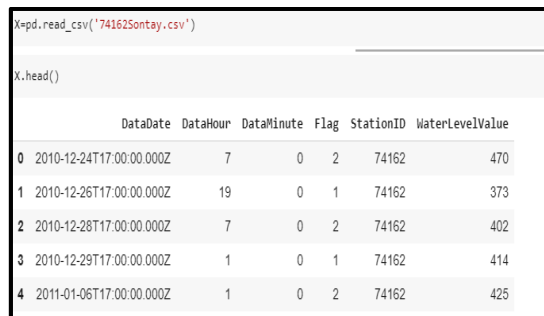 X=pd.read_csv('74162Sontay.csv')
X.head()
DataDate DataHour DataMinute Flag StationID WaterLevelValue
0 2010-12-24T17:00:00.000Z 7 0 2 74162 470
1 2010-12-26T17:00:00.000Z 19 0 1 74162 373
2 2010-12-28T17:00:00.000Z 7 0 2 74162 402
3 2010-12-29T17:00:00.000Z 1 0 1 74162 414
4 2011-01-06T17:00:00.000Z 1 0 2 74162 425